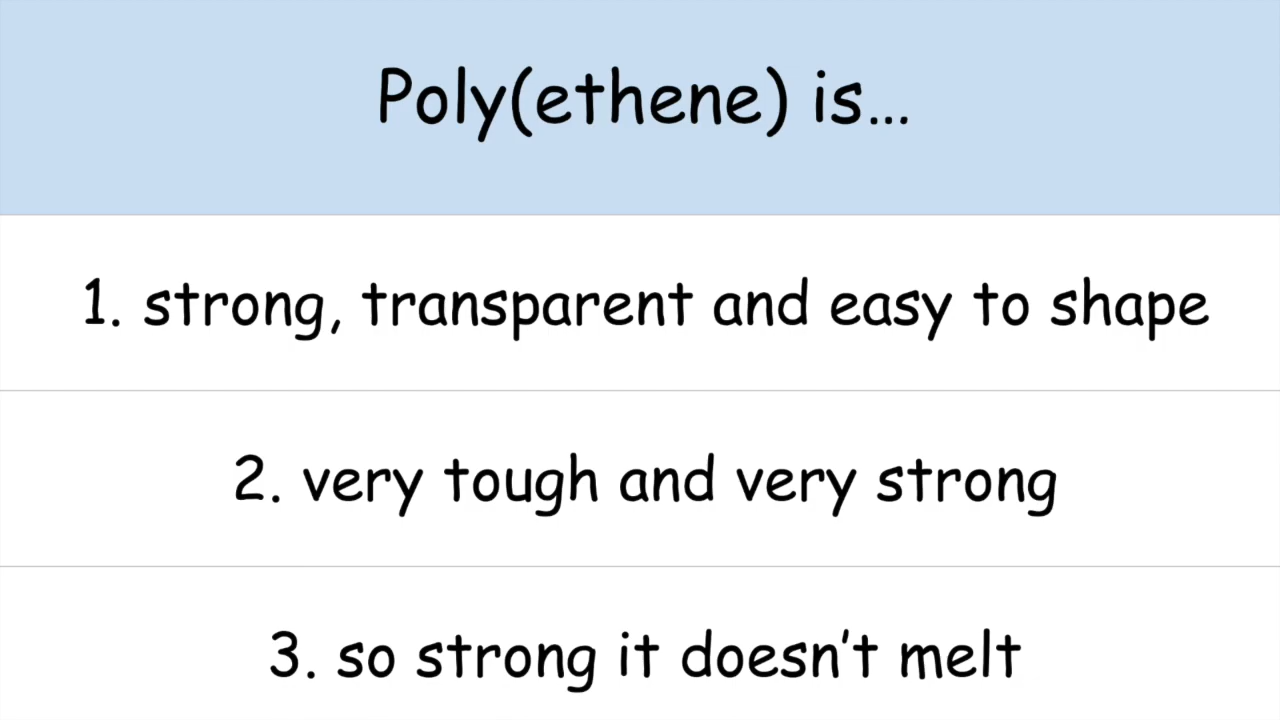 Poly(ethene) is...
1. strong, transparent and easy to shape
2. very tough and very strong
3. so strong it doesn't melt